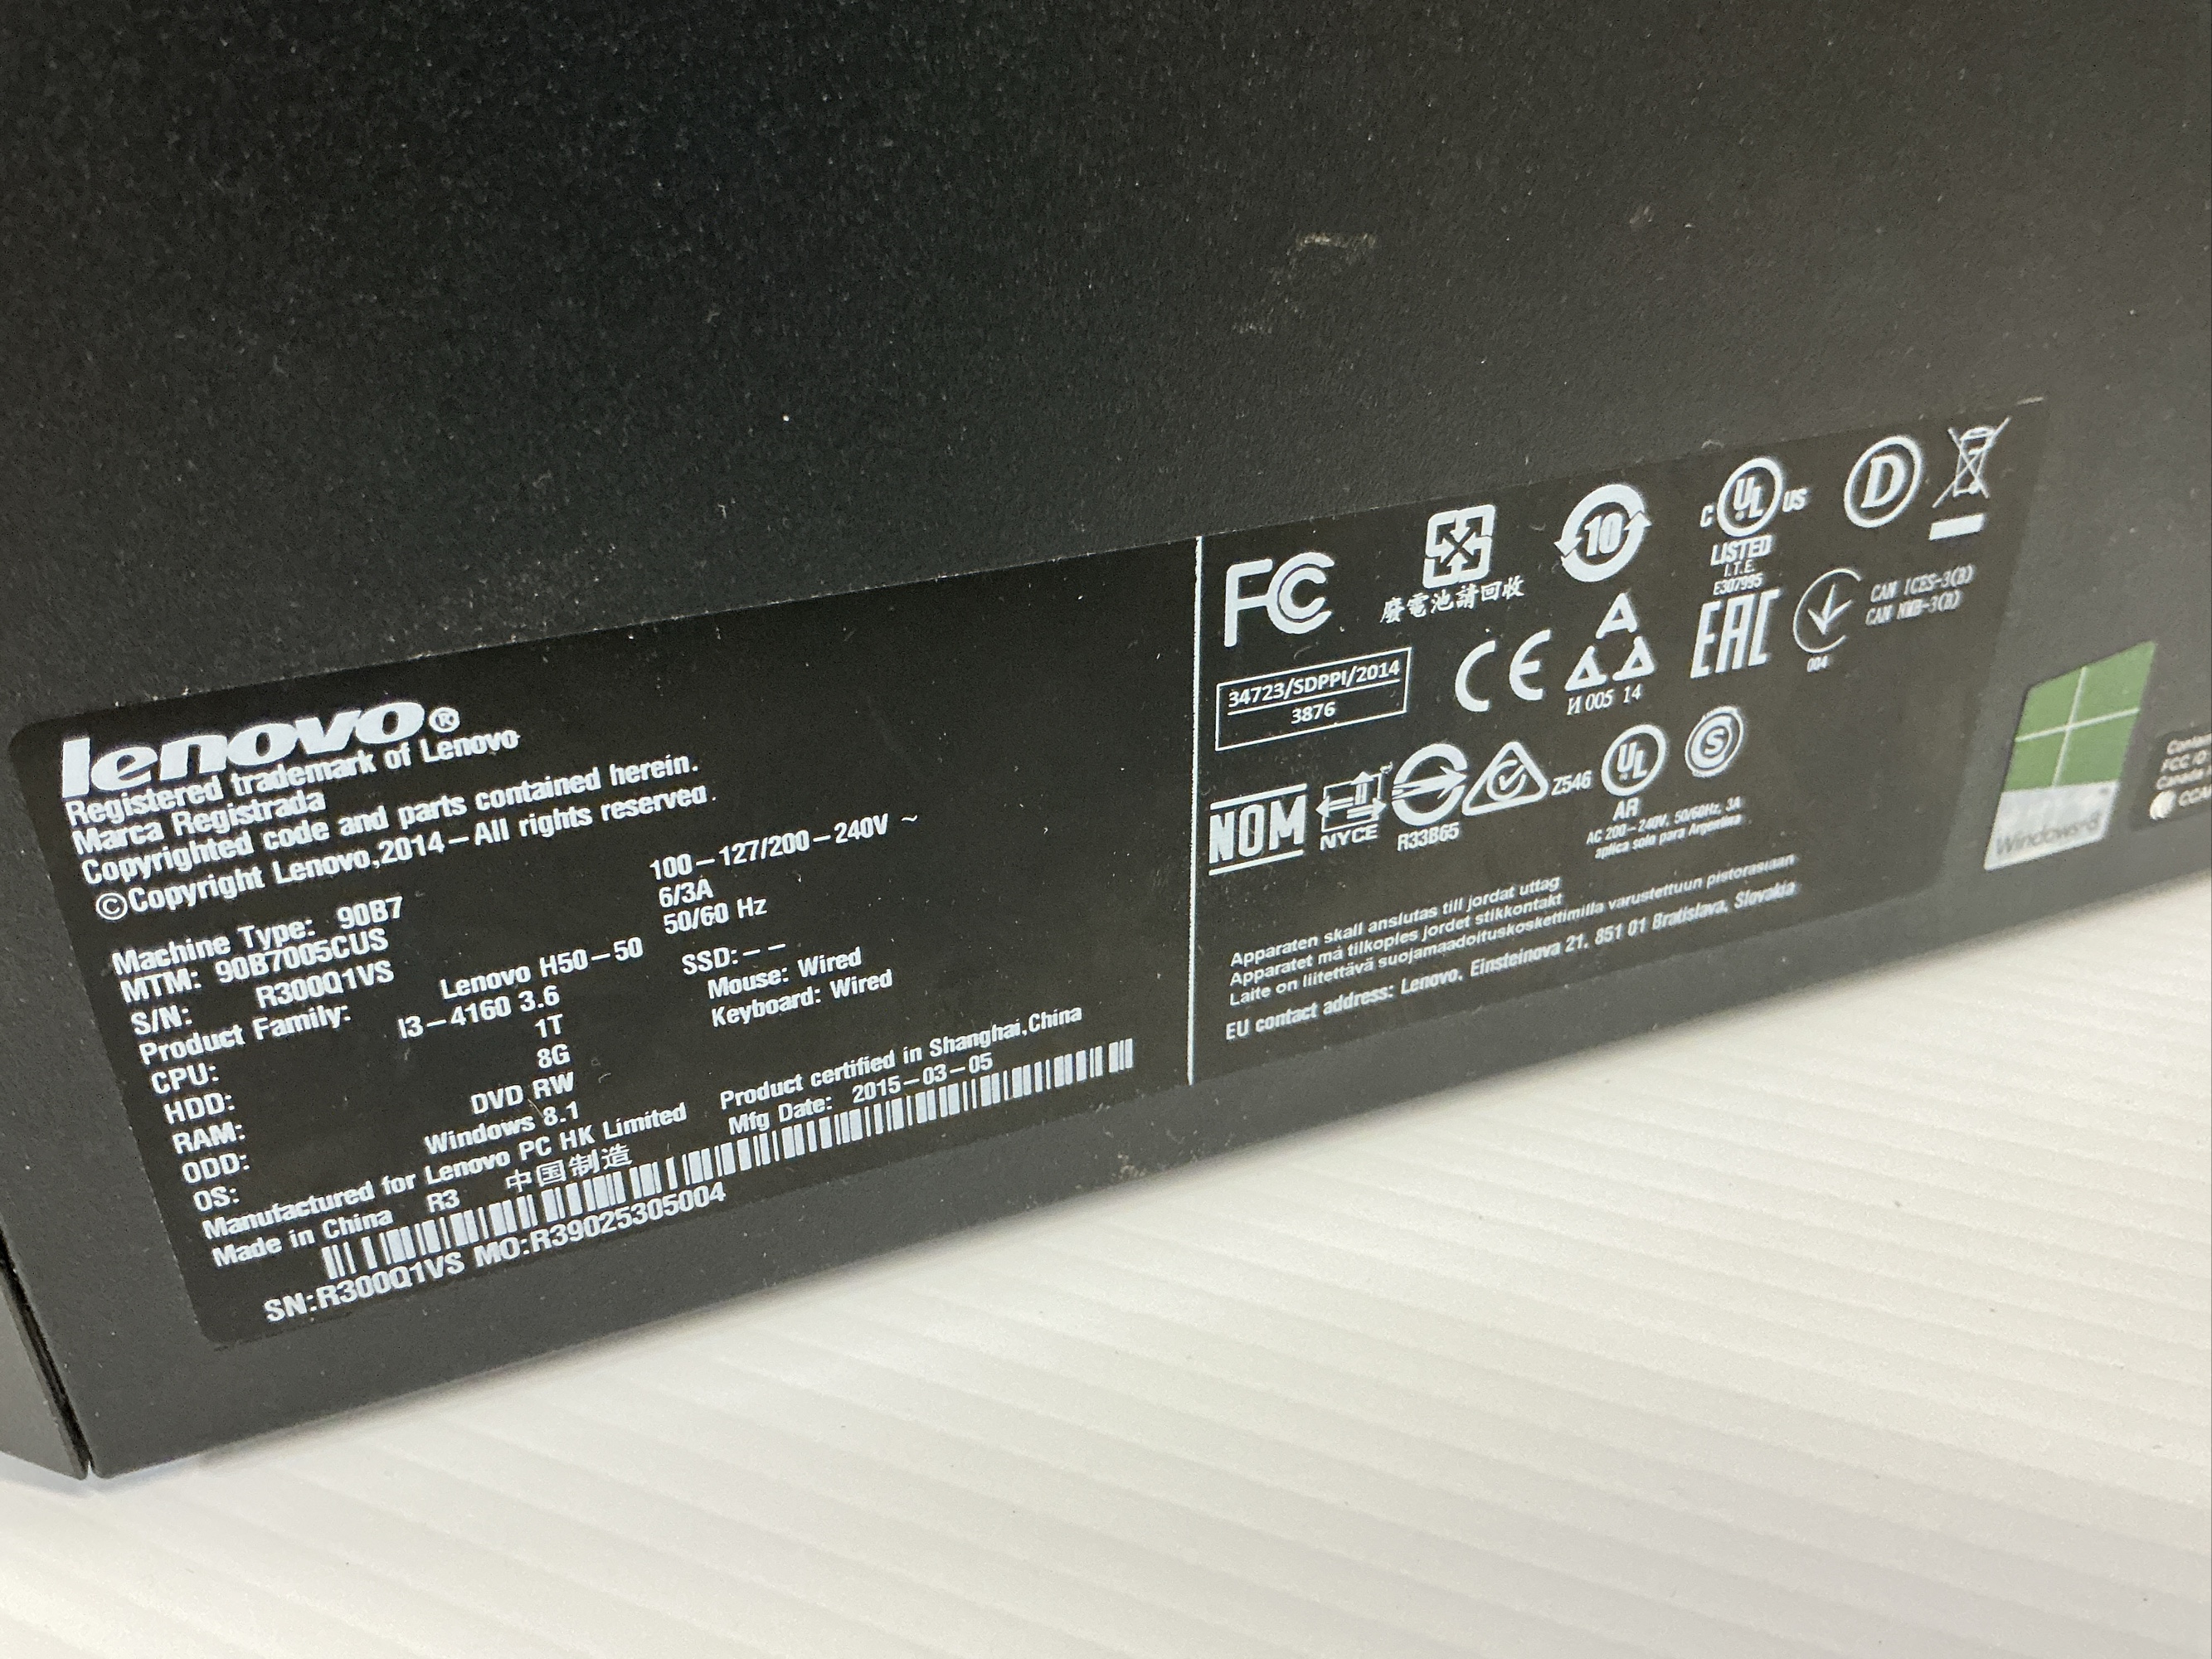 lenovo®
Registered trademark of Lenovo
Marca Registrada
Copyrighted code and parts contained herein.
©Copyright Lenovo,2014-All rights reserved.
Machine Type: 90B7
MTM: 90B7005CUS
S/N: R300Q1VS
Product Family: Lenovo H50-50
CPU: I3-4160 3.6
HDD: 1T
RAM: 8G
ODD: DVD RW
OS: Windows 8.1
100-127/200-240V ~
6/3A
50/60 Hz
SSD: --
Mouse: Wired
Keyboard: Wired
Manufactured for Lenovo PC HK Limited
Product certified in Shanghai,China
Made in China R3 中国制造
Mfg Date: 2015-03-05
SN:R300Q1VS MO:R39025305004
FC
廢電池請回收
10
C UL US
LISTED
I.T.E.
E307995
D
34723/SDPPI/2014
3876
CE
И 005 14
EAC
004
CAN ICES-3(B)
CAN NMB-3(B)
NOM
NYCE
R33865
Z546
UL
AR
S
AC 200-240V, 50/60Hz, 3A
aplica solo para Argentina
Apparaten skall anslutas till jordat uttag
Apparatet må tilkoples jordet stikkontakt
Laite on liitettävä suojamaadoituskoskettimilla varustettuun pistorasiaan
EU contact address: Lenovo, Einsteinova 21, 851 01 Bratislava, Slovakia
Windows 8
FCC ID